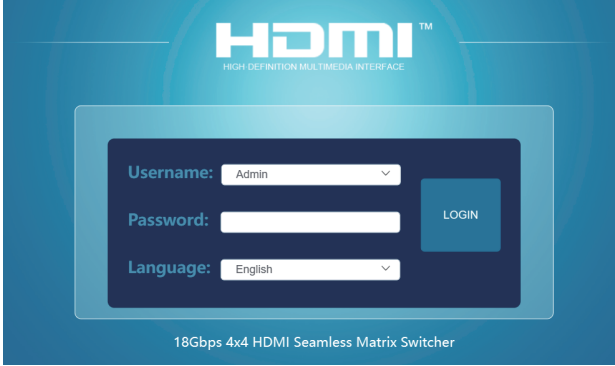 HDMI™
HIGH-DEFINITION MULTIMEDIA INTERFACE
Username: Admin
Password:
LOGIN
Language: English
18Gbps 4x4 HDMI Seamless Matrix Switcher